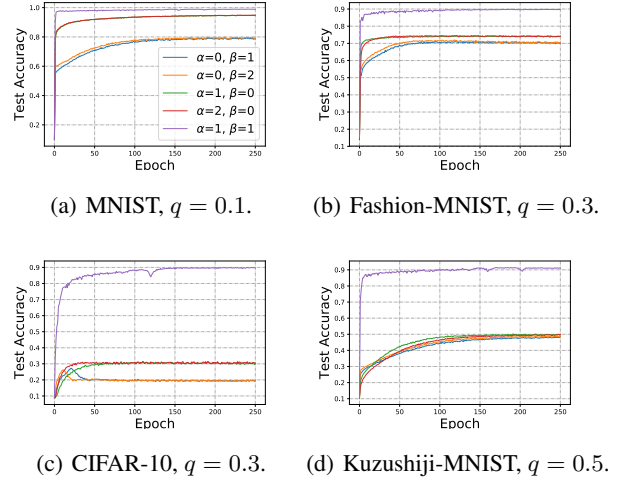 1.0
0.8
0.6
0.4
0.2
Test Accuracy
α=0, β=1
α=0, β=2
α=1, β=0
α=2, β=0
α=1, β=1
0 50 100 150 200 250
Epoch
(a) MNIST, q = 0.1.
0.9
0.8
0.7
0.6
0.5
0.4
0.3
0.2
0.1
Test Accuracy
0 50 100 150 200 250
Epoch
(b) Fashion-MNIST, q = 0.3.
0.9
0.8
0.7
0.6
0.5
0.4
0.3
0.2
0.1
Test Accuracy
0 50 100 150 200 250
Epoch
(c) CIFAR-10, q = 0.3.
0.9
0.8
0.7
0.6
0.5
0.4
0.3
0.2
0.1
Test Accuracy
0 50 100 150 200 250
Epoch
(d) Kuzushiji-MNIST, q = 0.5.